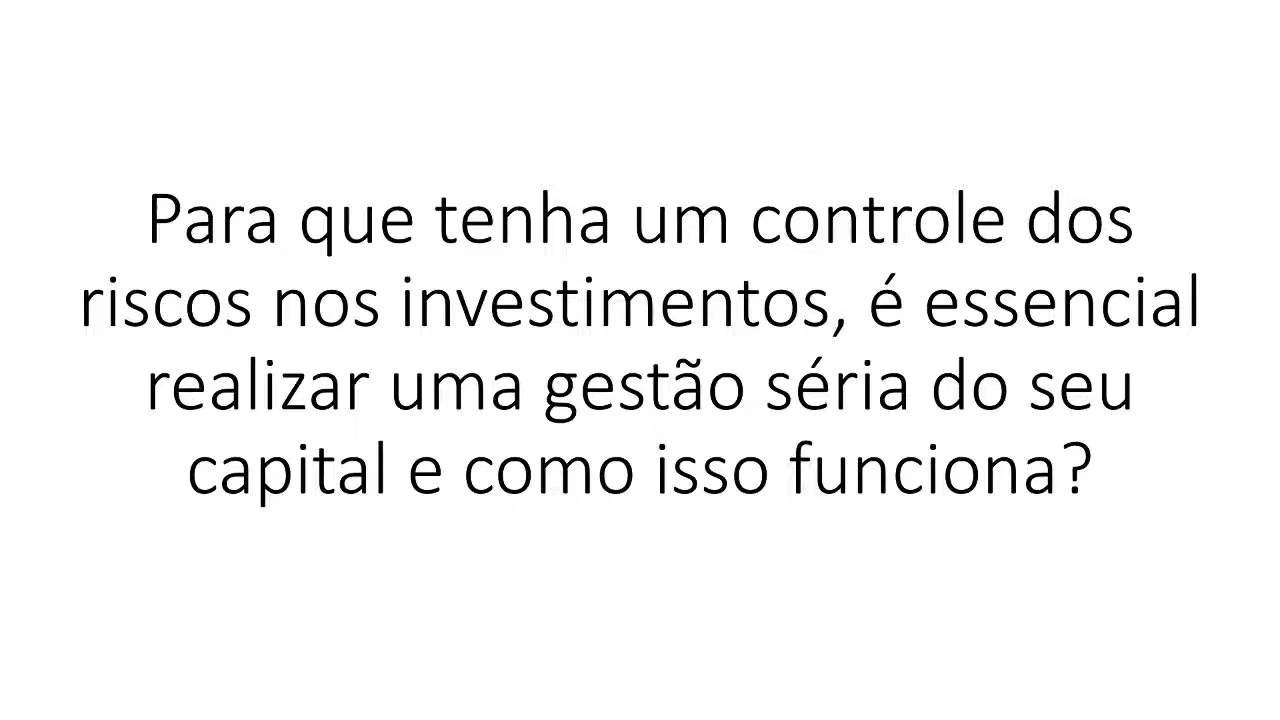 Para que tenha um controle dos
riscos nos investimentos, é essencial
realizar uma gestão séria do seu
capital e como isso funciona?